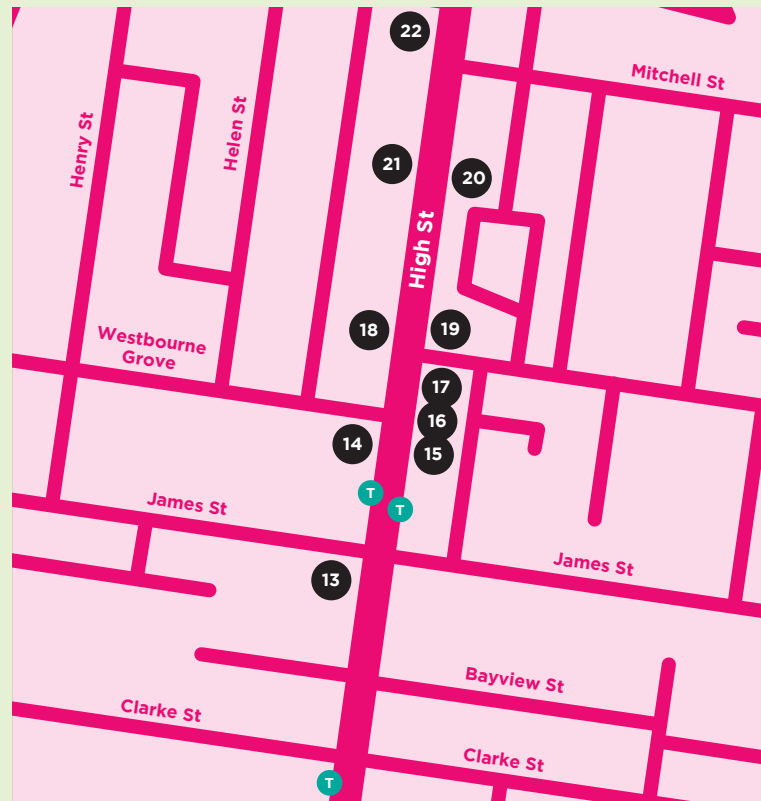 22
Mitchell St
Henry St
Helen St
21
20
High St
18
19
Westbourne
Grove
17
16
14
15
T
T
James St
James St
13
Bayview St
Clarke St
Clarke St
T